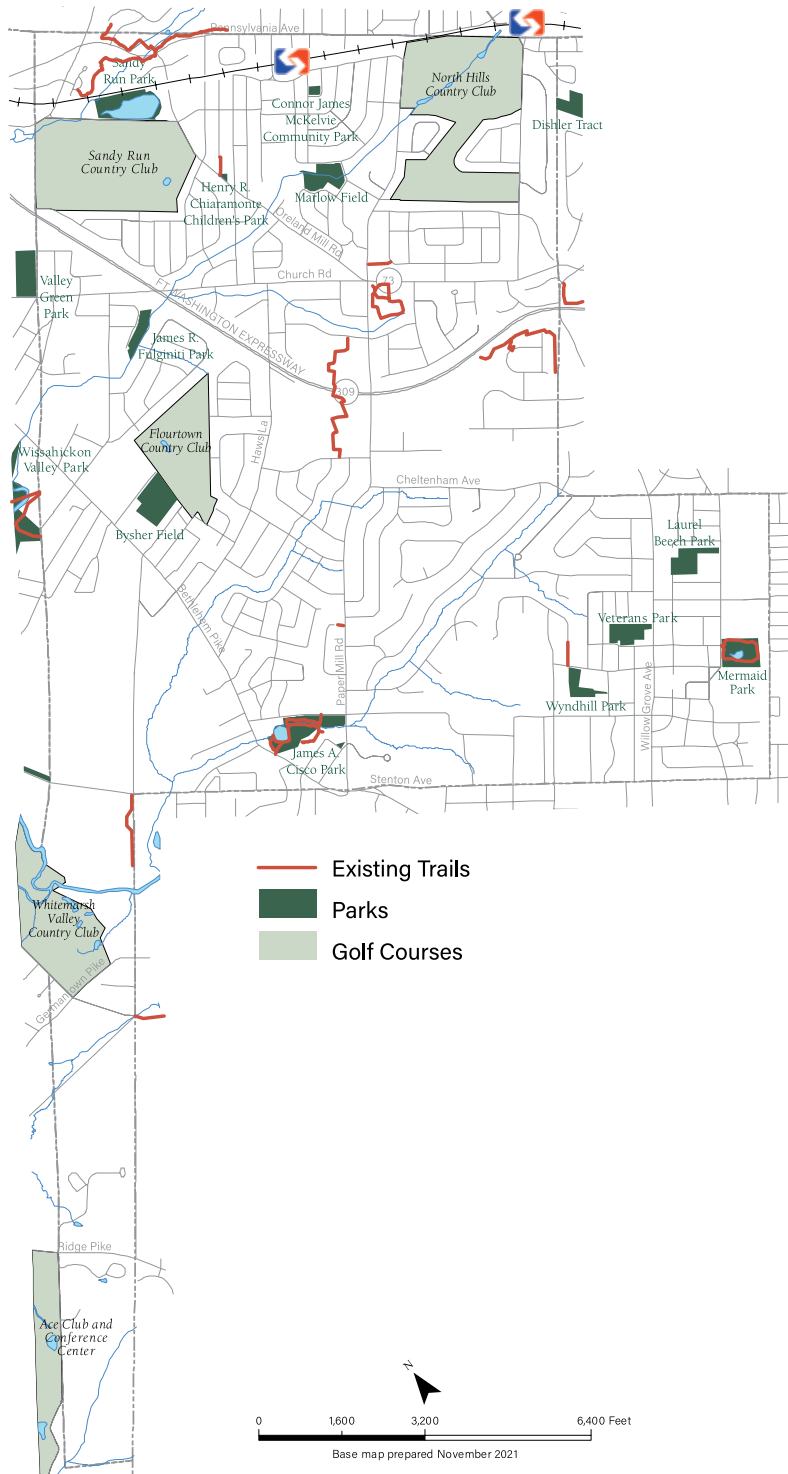 Pennsylvania Ave
Sandy
Run Park
North Hills
Country Club
Connor James
McKelvie
Community Park
Dishler Tract
Sandy Run
Country Club
Henry R.
Chiaramonte
Children's Park
Marlow Field
Oreland Mill Rd
Church Rd
73
Valley
Green
Park
FT WASHINGTON EXPRESSWAY
James R.
Fulginiti Park
309
Flourtown
Country Club
Haws La
Wissahickon
Valley Park
Cheltenham Ave
Bysher Field
Laurel
Beech Park
Bethlehem Pike
Veterans Park
Paper Mill Rd
Willow Grove Ave
Mermaid
Park
Wyndhill Park
James A.
Cisco Park
Stenton Ave
Existing Trails
Parks
Golf Courses
Whitemarsh
Valley
Country Club
Germantown Pike
Ridge Pike
Ace Club and
Conference
Center
N
0 1,600 3,200 6,400 Feet
Base map prepared November 2021